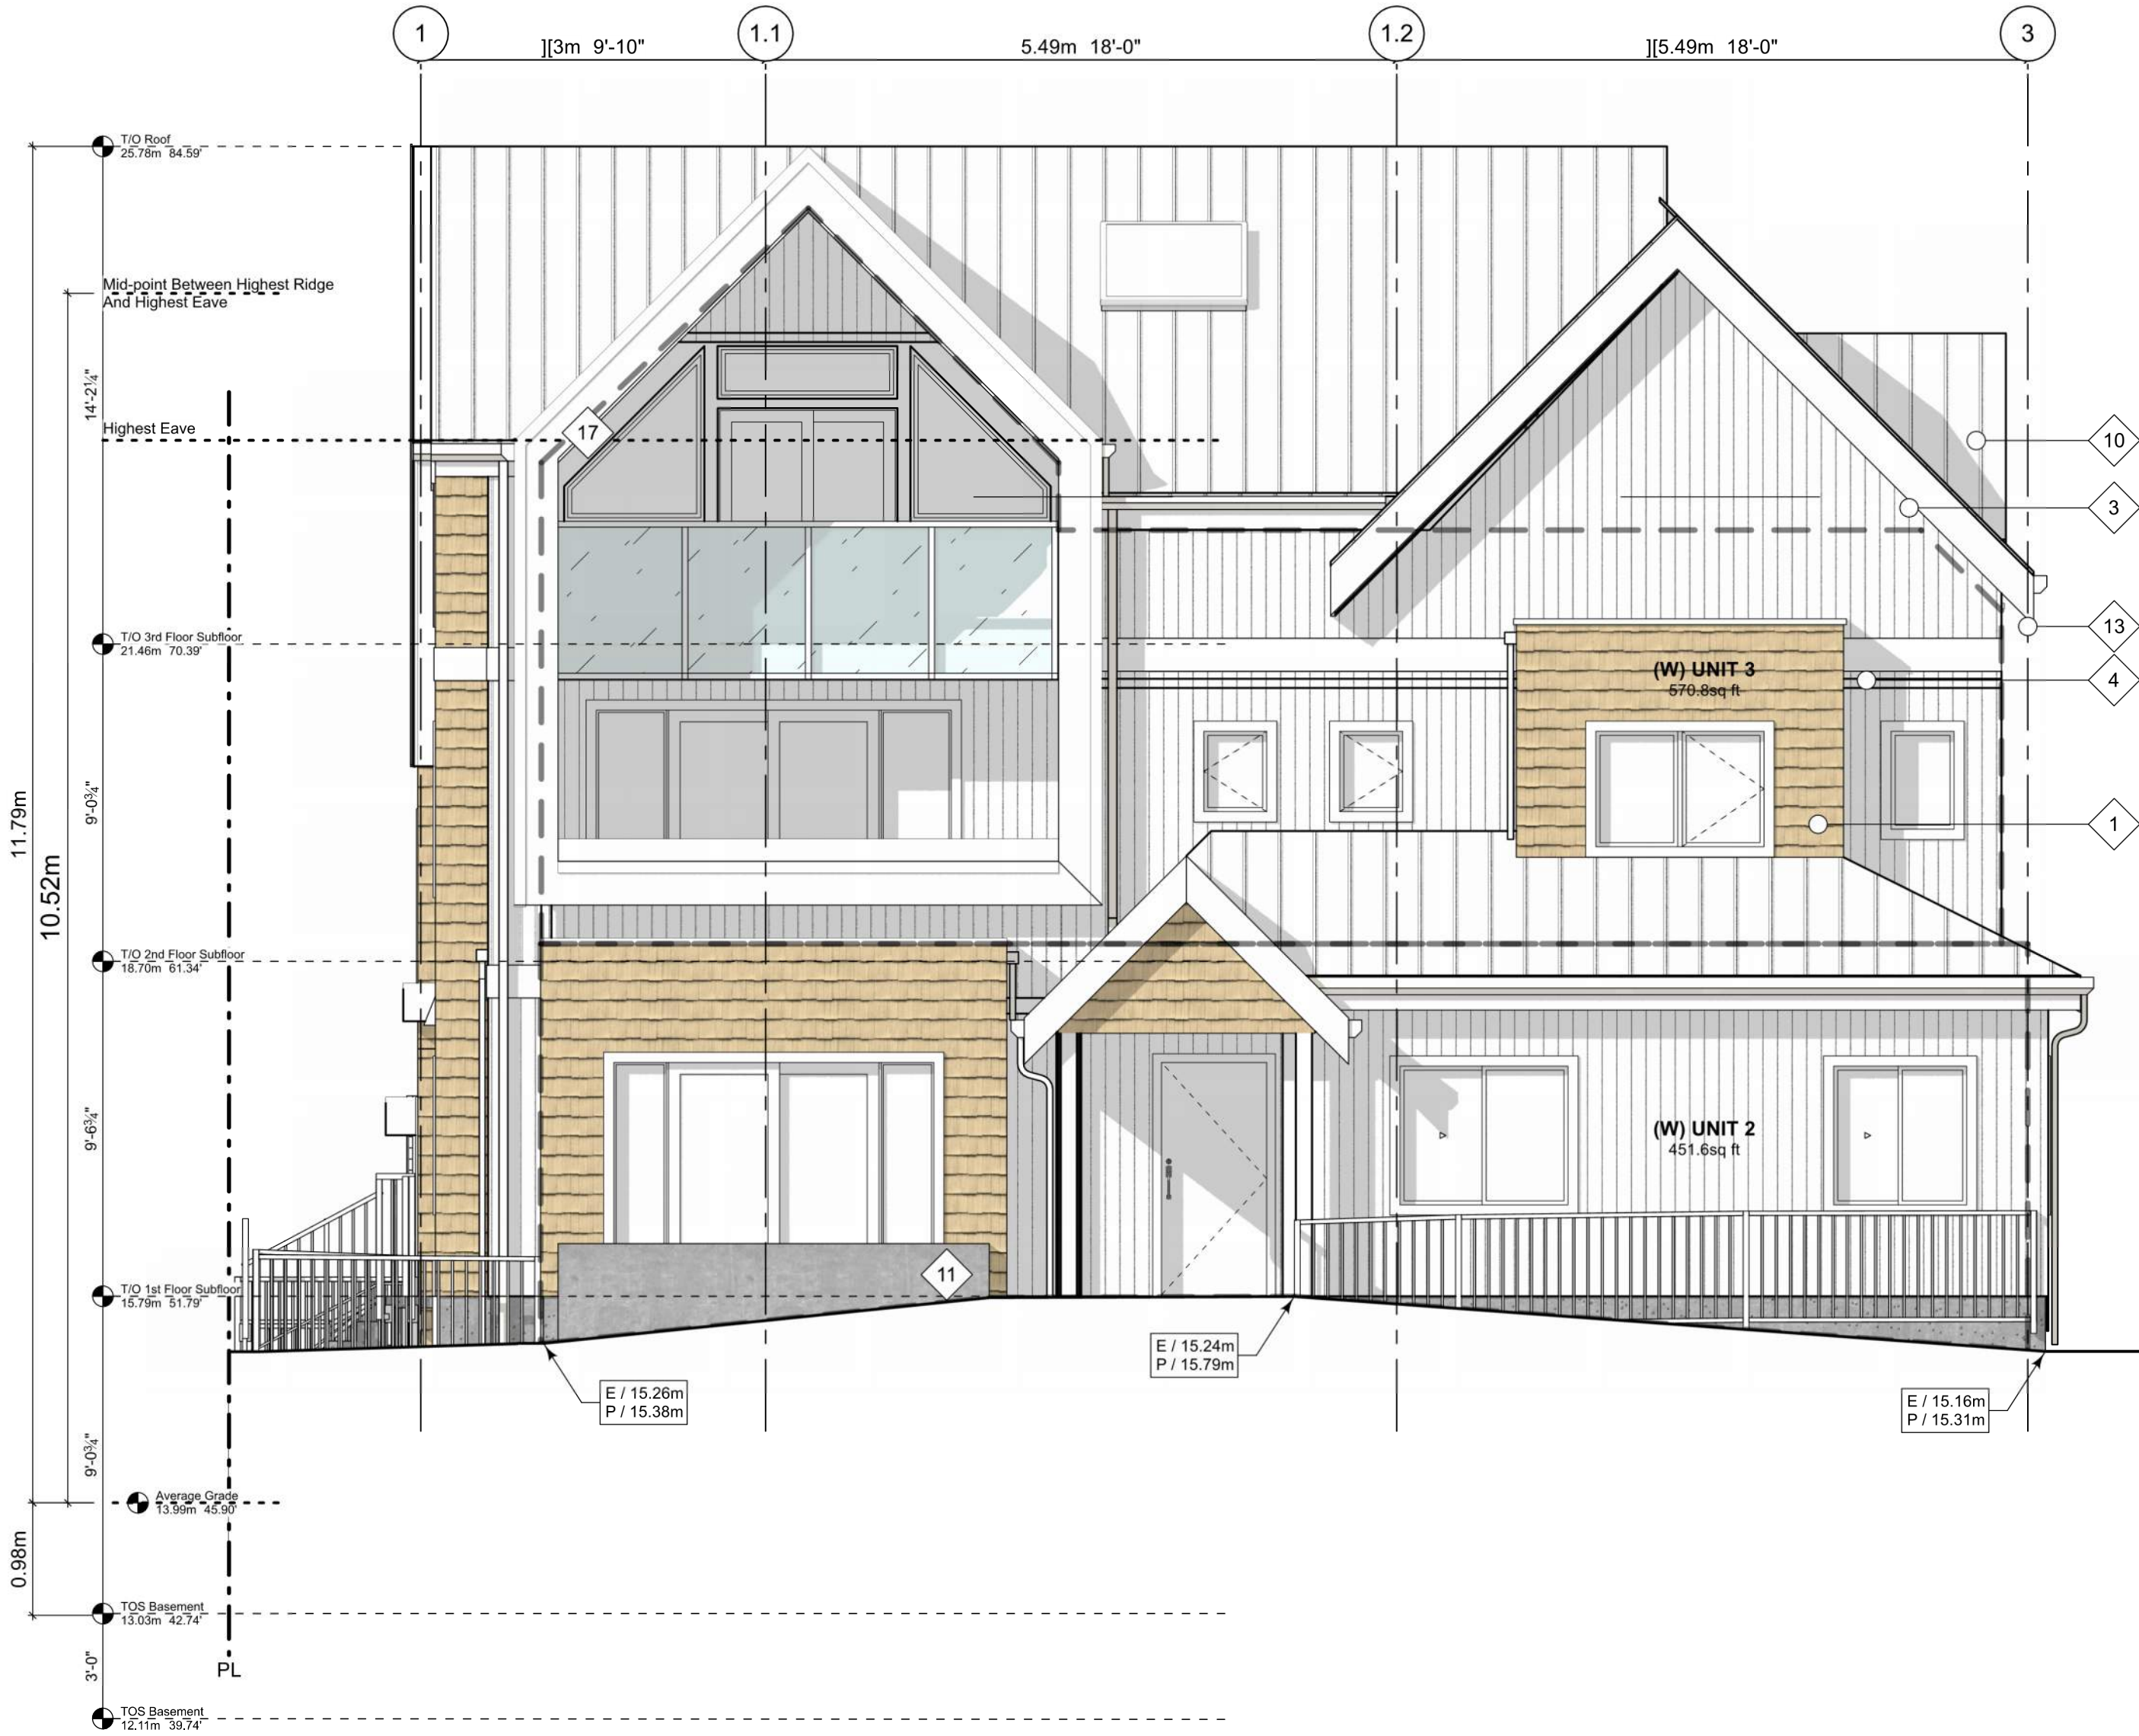 1
1.1
1.2
3
][3m 9'-10"
5.49m 18'-0"
][5.49m 18'-0"
T/O Roof
25.78m 84.59'
Mid-point Between Highest Ridge
And Highest Eave
14'-2¼"
Highest Eave
17
10
3
T/O 3rd Floor Subfloor
21.46m 70.39'
13
(W) UNIT 3
570.8sq ft
4
9'-0¾"
11.79m
10.52m
1
T/O 2nd Floor Subfloor
18.70m 61.34'
9'-6¾"
(W) UNIT 2
451.6sq ft
11
T/O 1st Floor Subfloor
15.79m 51.79'
E / 15.24m
P / 15.79m
E / 15.26m
P / 15.38m
E / 15.16m
P / 15.31m
9'-0¾"
Average Grade
13.99m 45.90'
0.98m
TOS Basement
13.03m 42.74'
3'-0"
PL
TOS Basement
12.11m 39.74'